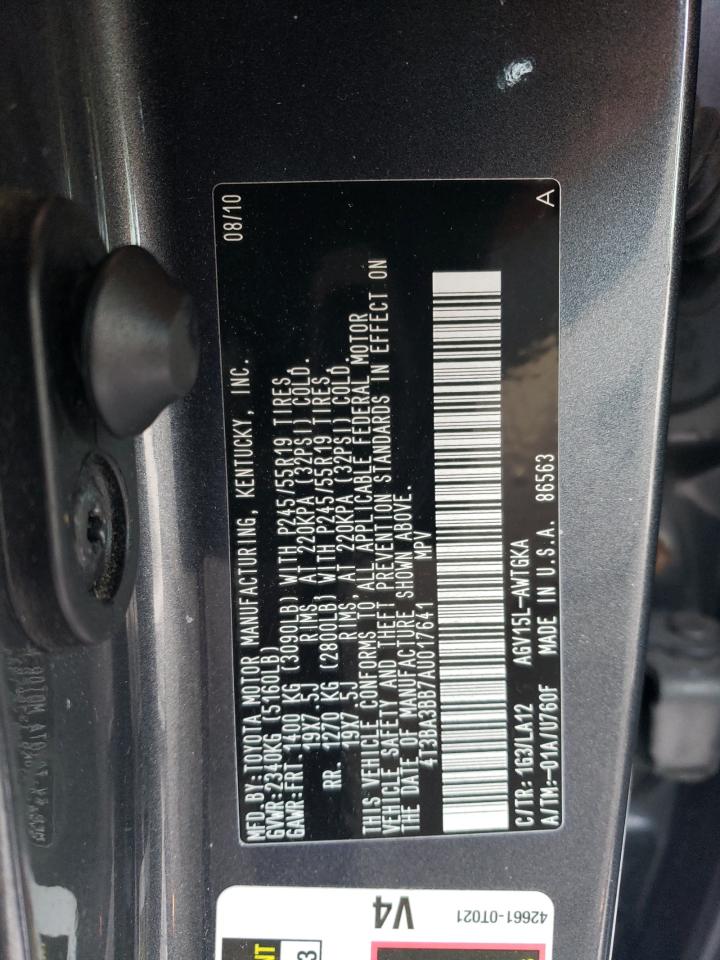 MFD. BY: TOYOTA MOTOR MANUFACTURING, KENTUCKY, INC. 08/10
GVWR: 2340KG (5160LB)
GAWR: FRT. 1400 KG (3090LB) WITH P245/55R19 TIRES,
19X7.5J RIMS, AT 220KPA (32PSI) COLD.
RR. 1270 KG (2800LB) WITH P245/55R19 TIRES,
19X7.5J RIMS, AT 220KPA (32PSI) COLD.
THIS VEHICLE CONFORMS TO ALL APPLICABLE FEDERAL MOTOR
VEHICLE SAFETY AND THEFT PREVENTION STANDARDS IN EFFECT ON
THE DATE OF MANUFACTURE SHOWN ABOVE.
4T3BA3BB7AU017641 MPV
C/TR: 1G3/LA12 AGV15L-AWTGKA
A/TM:-01A/U760F MADE IN U.S.A. 86563 A
V4
42661-0T021